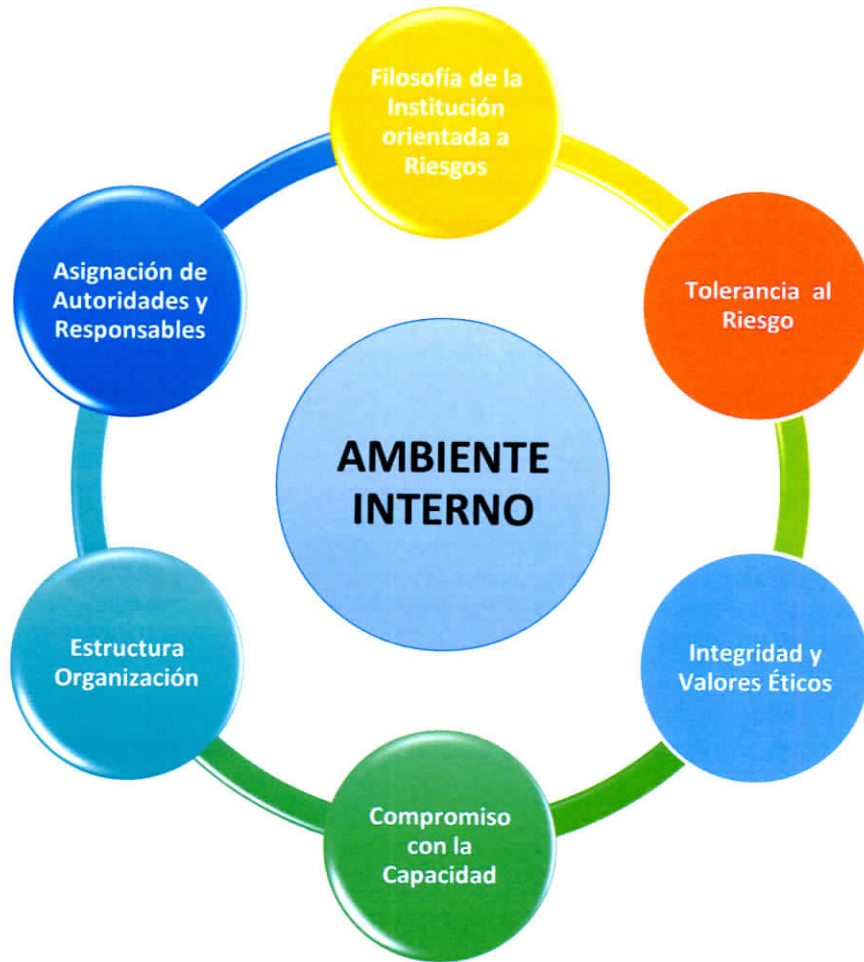 Filosofía de la
Institución
orientada a
Riesgos
Tolerancia al
Riesgo
Integridad y
Valores Éticos
Compromiso
con la
Capacidad
Estructura
Organización
Asignación de
Autoridades y
Responsables
AMBIENTE
INTERNO